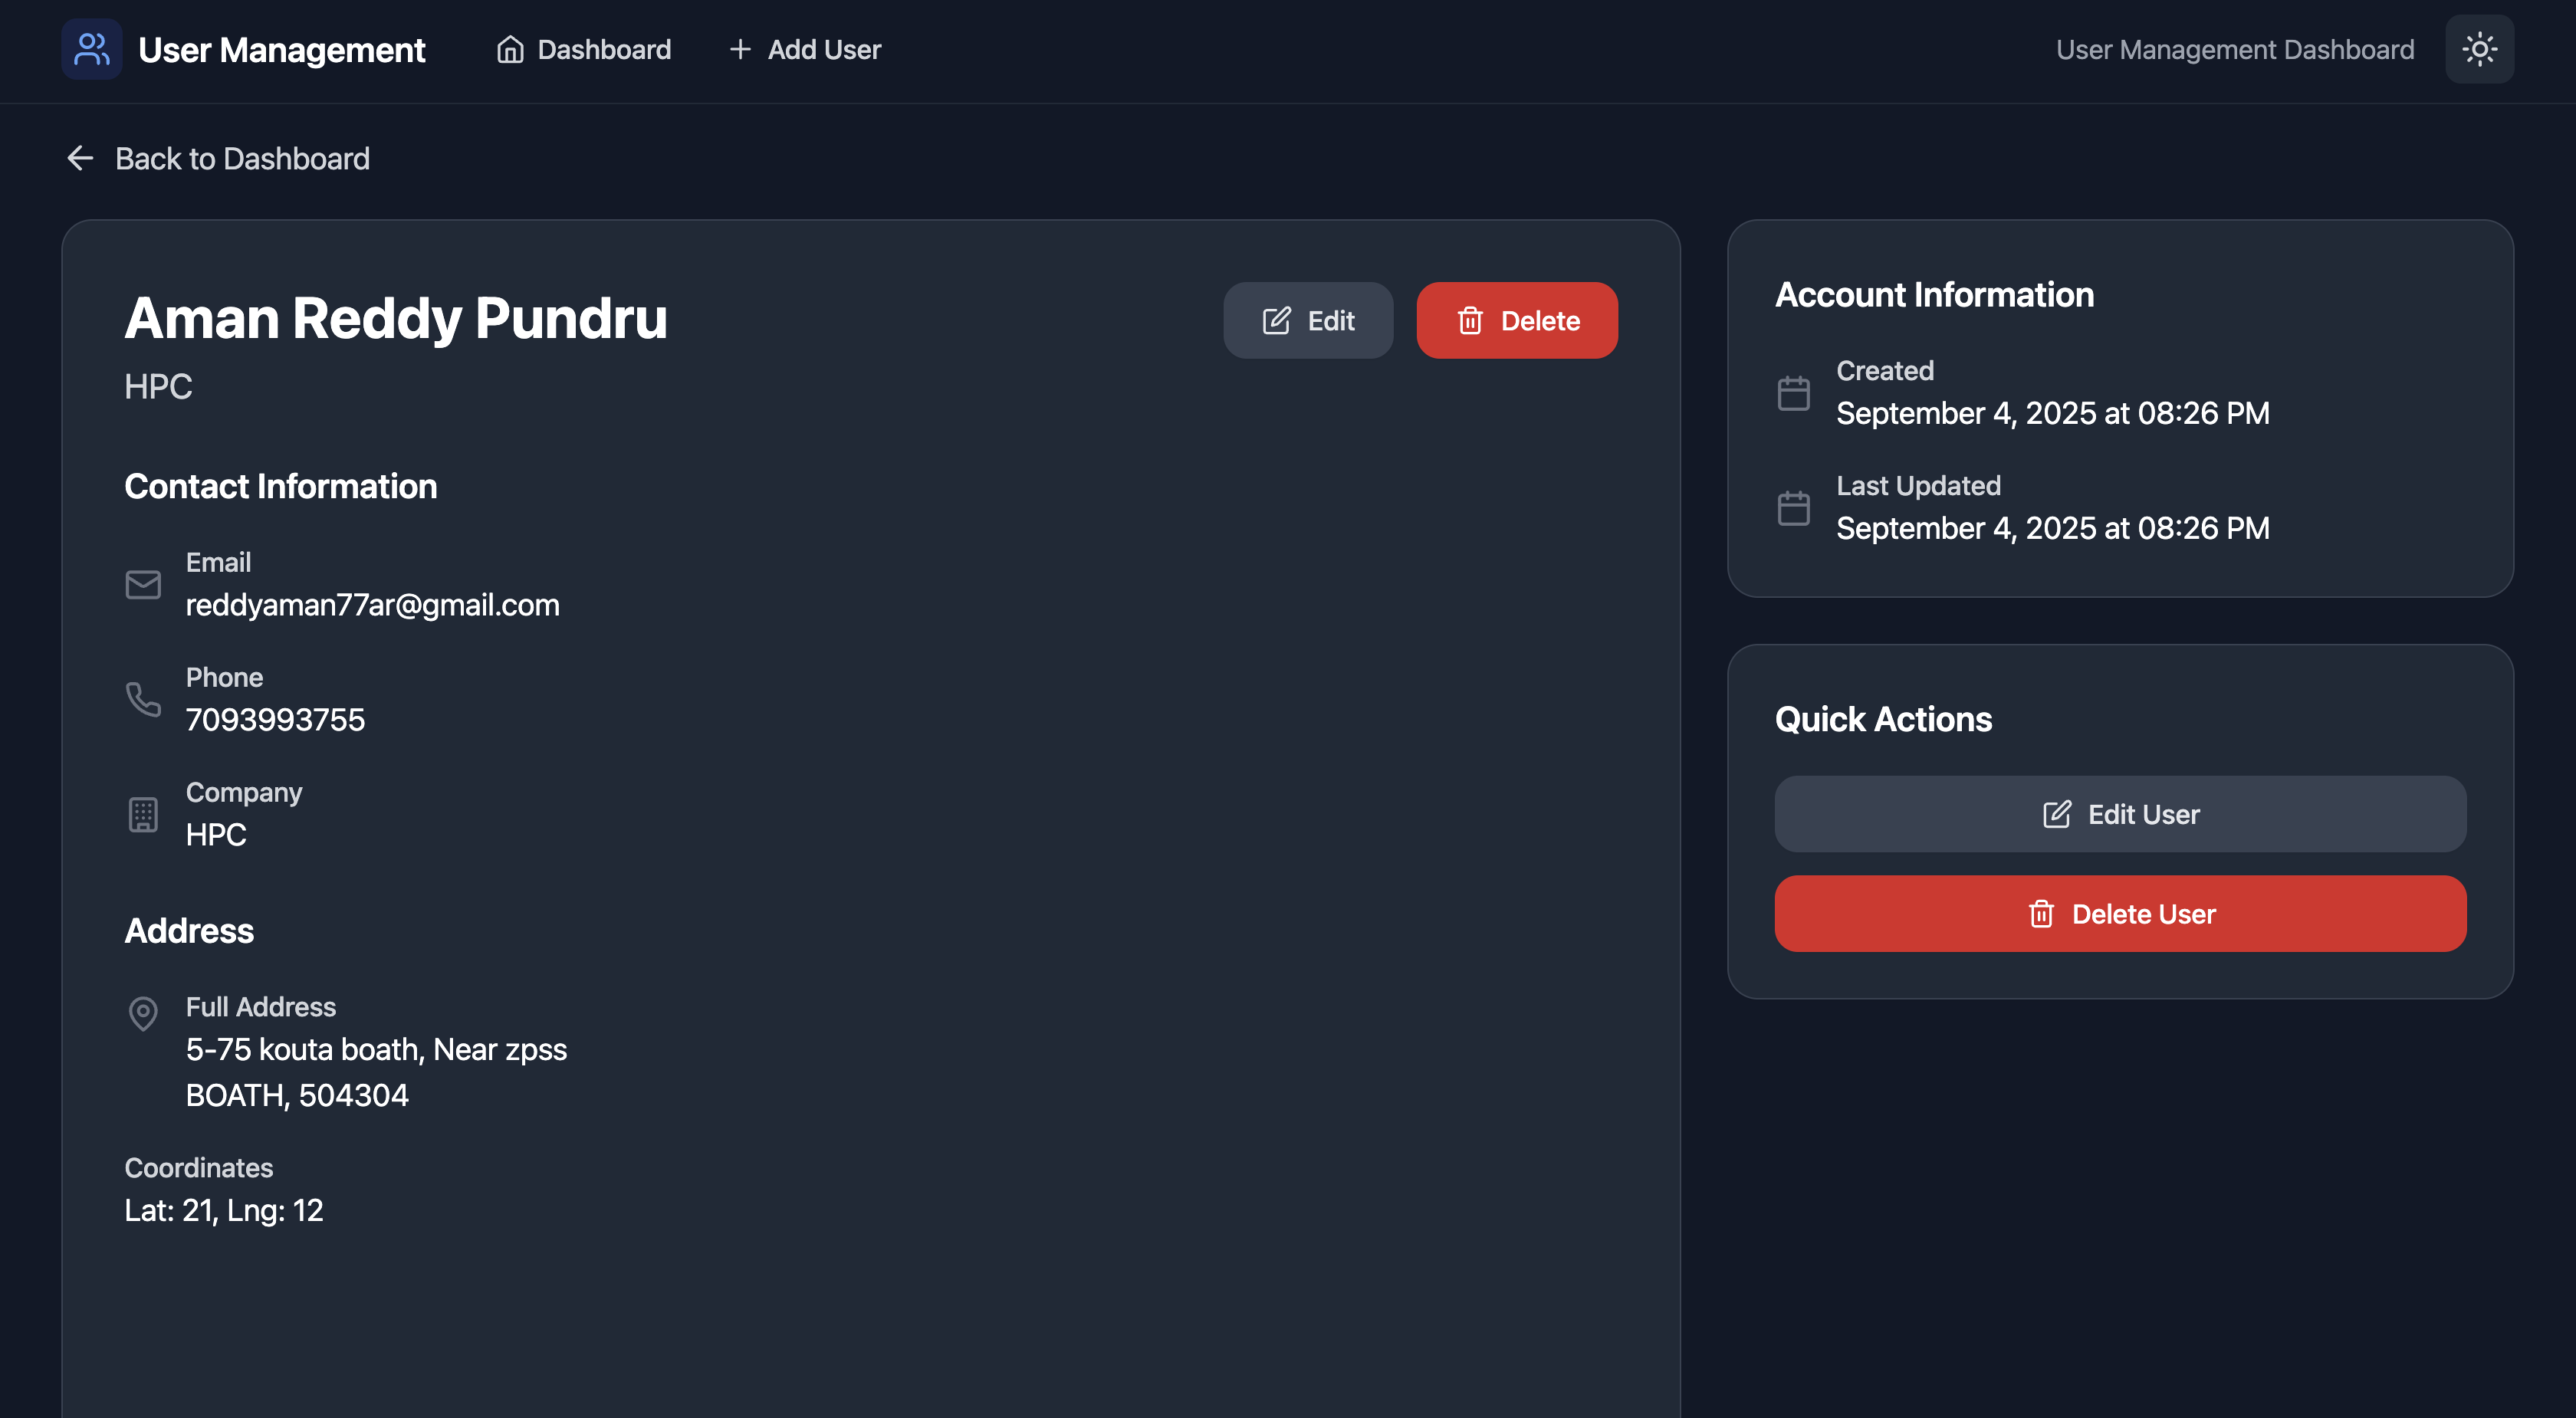 User Management
Dashboard
Add User
User Management Dashboard
Back to Dashboard
Aman Reddy Pundru
HPC
Edit
Delete
Contact Information
Email
reddyaman77ar@gmail.com
Phone
7093993755
Company
HPC
Address
Full Address
5-75 kouta boath, Near zpss
BOATH, 504304
Coordinates
Lat: 21, Lng: 12
Account Information
Created
September 4, 2025 at 08:26 PM
Last Updated
September 4, 2025 at 08:26 PM
Quick Actions
Edit User
Delete User